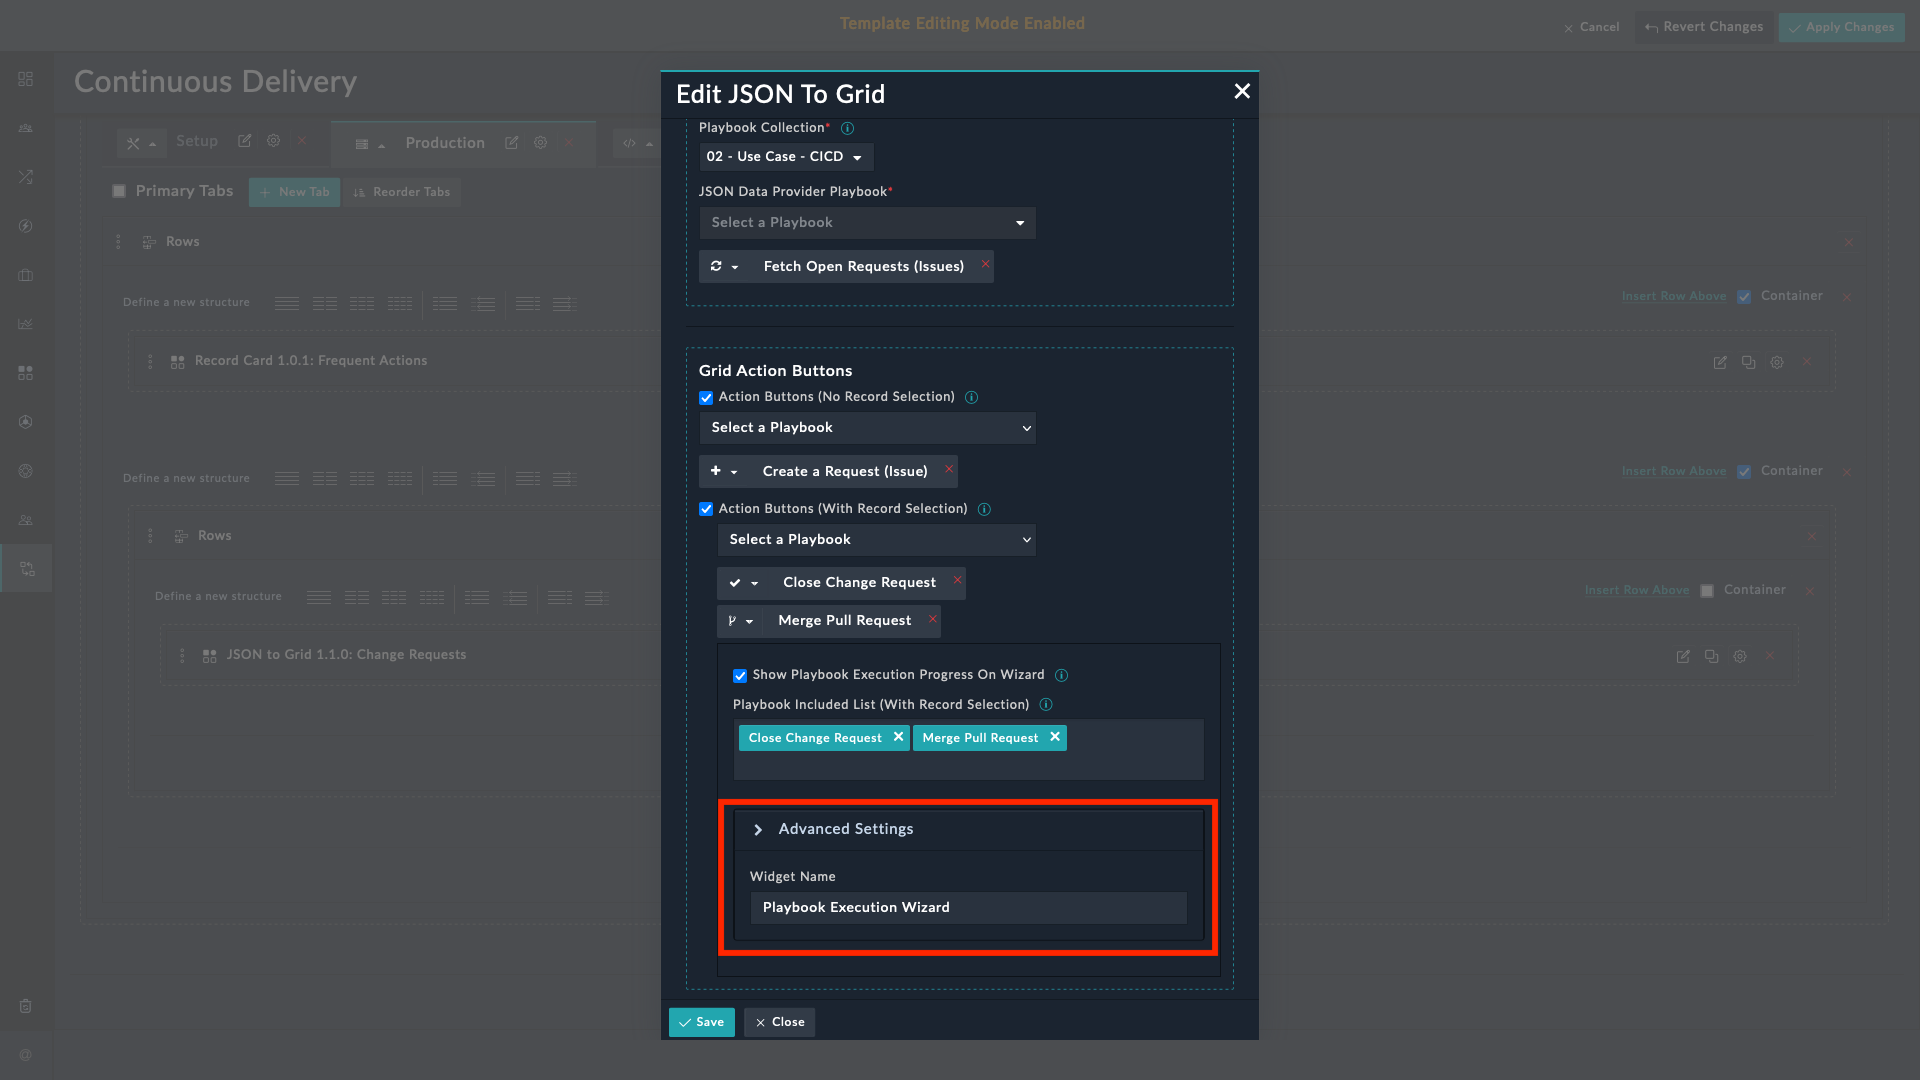 Template Editing Mode Enabled
Cancel
Revert Changes
Apply Changes
Continuous Delivery
Setup
Production
Primary Tabs
New Tab
Reorder Tabs
Rows
Define a new structure
Insert Row Above
Container
Record Card 1.0.1: Frequent Actions
Define a new structure
Insert Row Above
Container
Rows
Define a new structure
Insert Row Above
Container
JSON to Grid 1.1.0: Change Requests
Edit JSON To Grid
Playbook Collection*
02 - Use Case - CICD
JSON Data Provider Playbook*
Select a Playbook
Fetch Open Requests (Issues)
Grid Action Buttons
Action Buttons (No Record Selection)
Select a Playbook
Create a Request (Issue)
Action Buttons (With Record Selection)
Select a Playbook
Close Change Request
Merge Pull Request
Show Playbook Execution Progress On Wizard
Playbook Included List (With Record Selection)
Close Change Request
Merge Pull Request
Advanced Settings
Widget Name
Playbook Execution Wizard
Save
Close